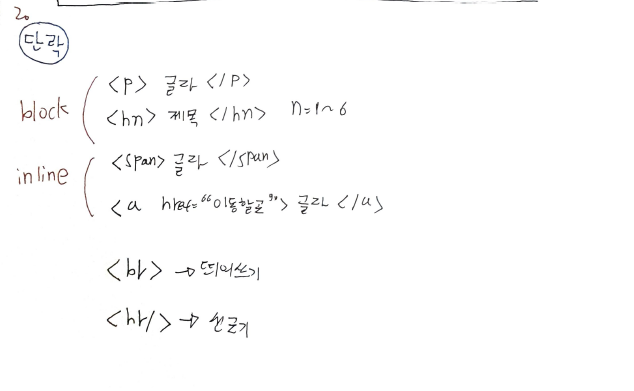 2.
단락
block
<p> 글자 </p>
<hn> 제목 </hn> n=1~6
inline
<span> 글자 </span>
<a href="이동할곳"> 글자 </a>
<br> → 띄어쓰기
<hr/> → 선긋기